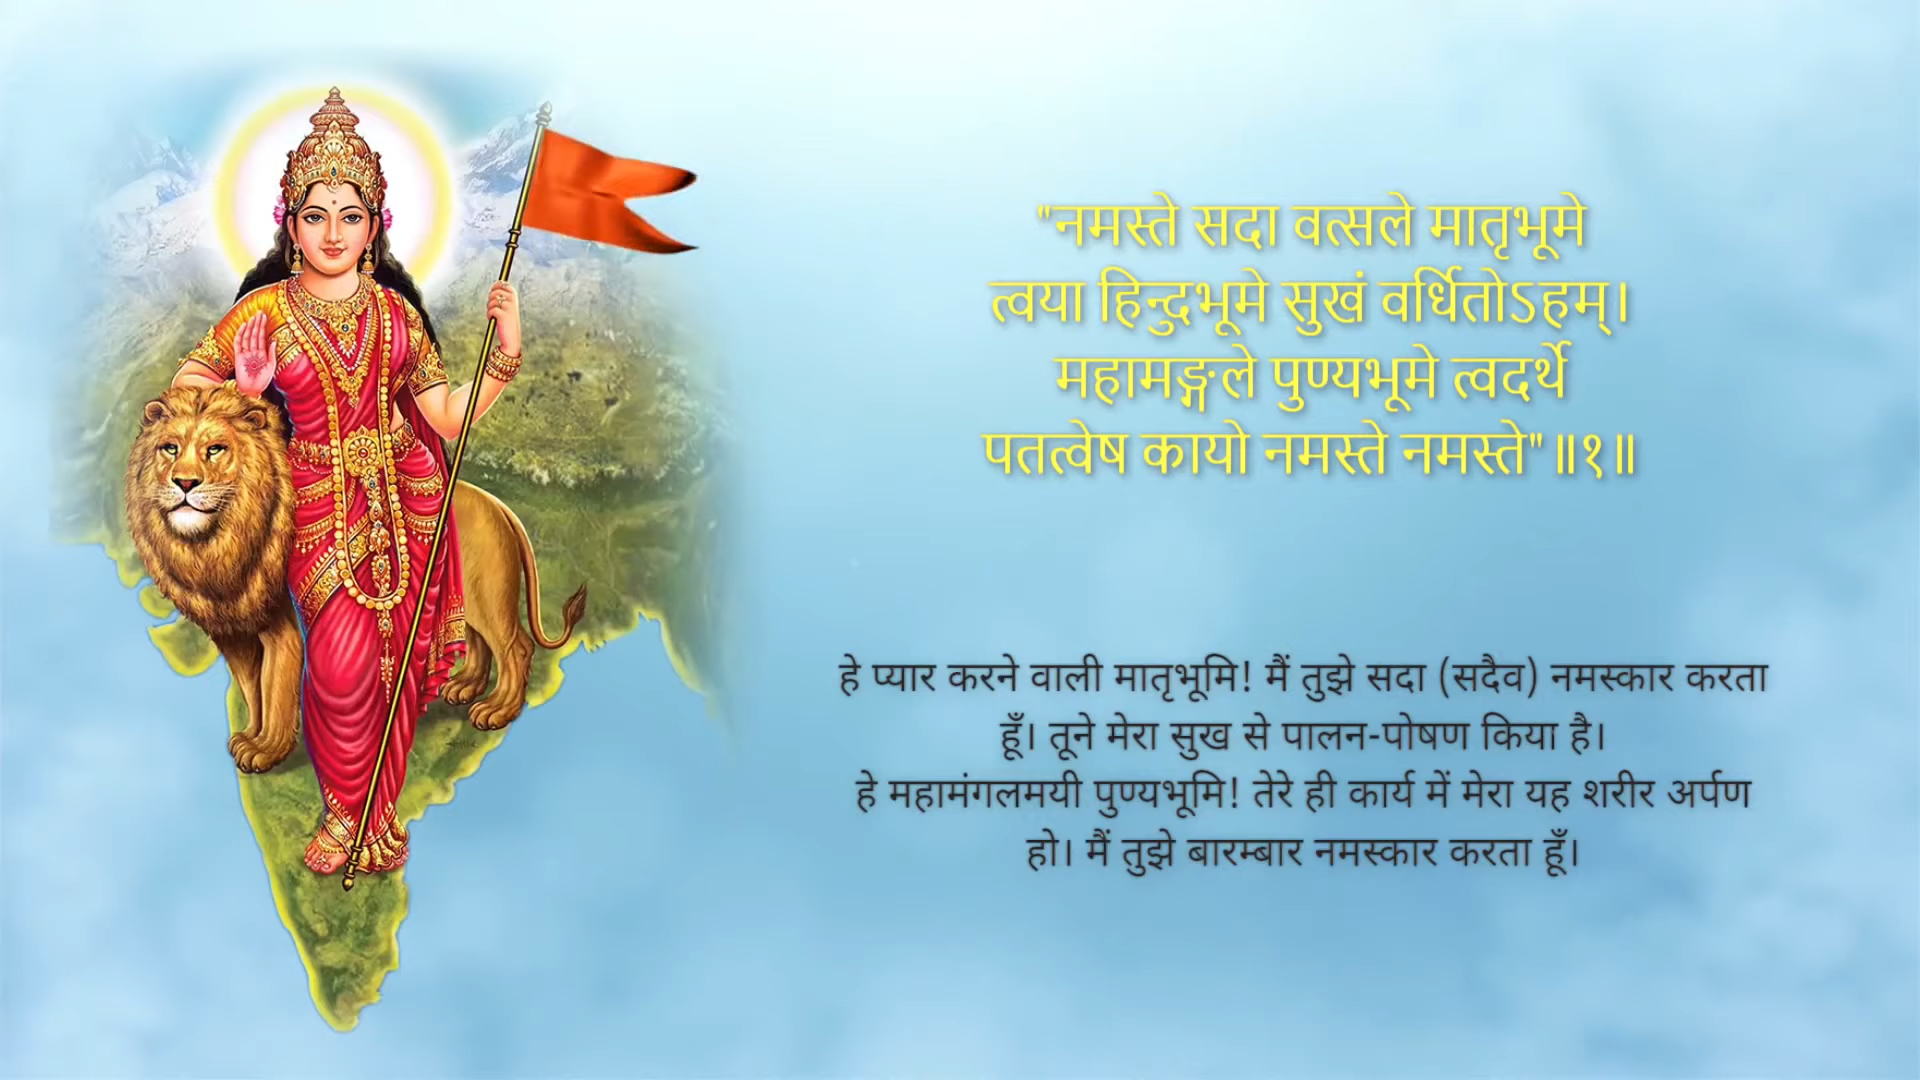 "नमस्ते सदा वत्सले मातृभूमे
त्वया हिन्दुभूमे सुखं वर्धितोऽहम्।
महामङ्गले पुण्यभूमे त्वदर्थे
पतत्वेष कायो नमस्ते नमस्ते"॥१॥
हे प्यार करने वाली मातृभूमि! मैं तुझे सदा (सदैव) नमस्कार करता
हूँ। तूने मेरा सुख से पालन-पोषण किया है।
हे महामंगलमयी पुण्यभूमि! तेरे ही कार्य में मेरा यह शरीर अर्पण
हो। मैं तुझे बारम्बार नमस्कार करता हूँ।